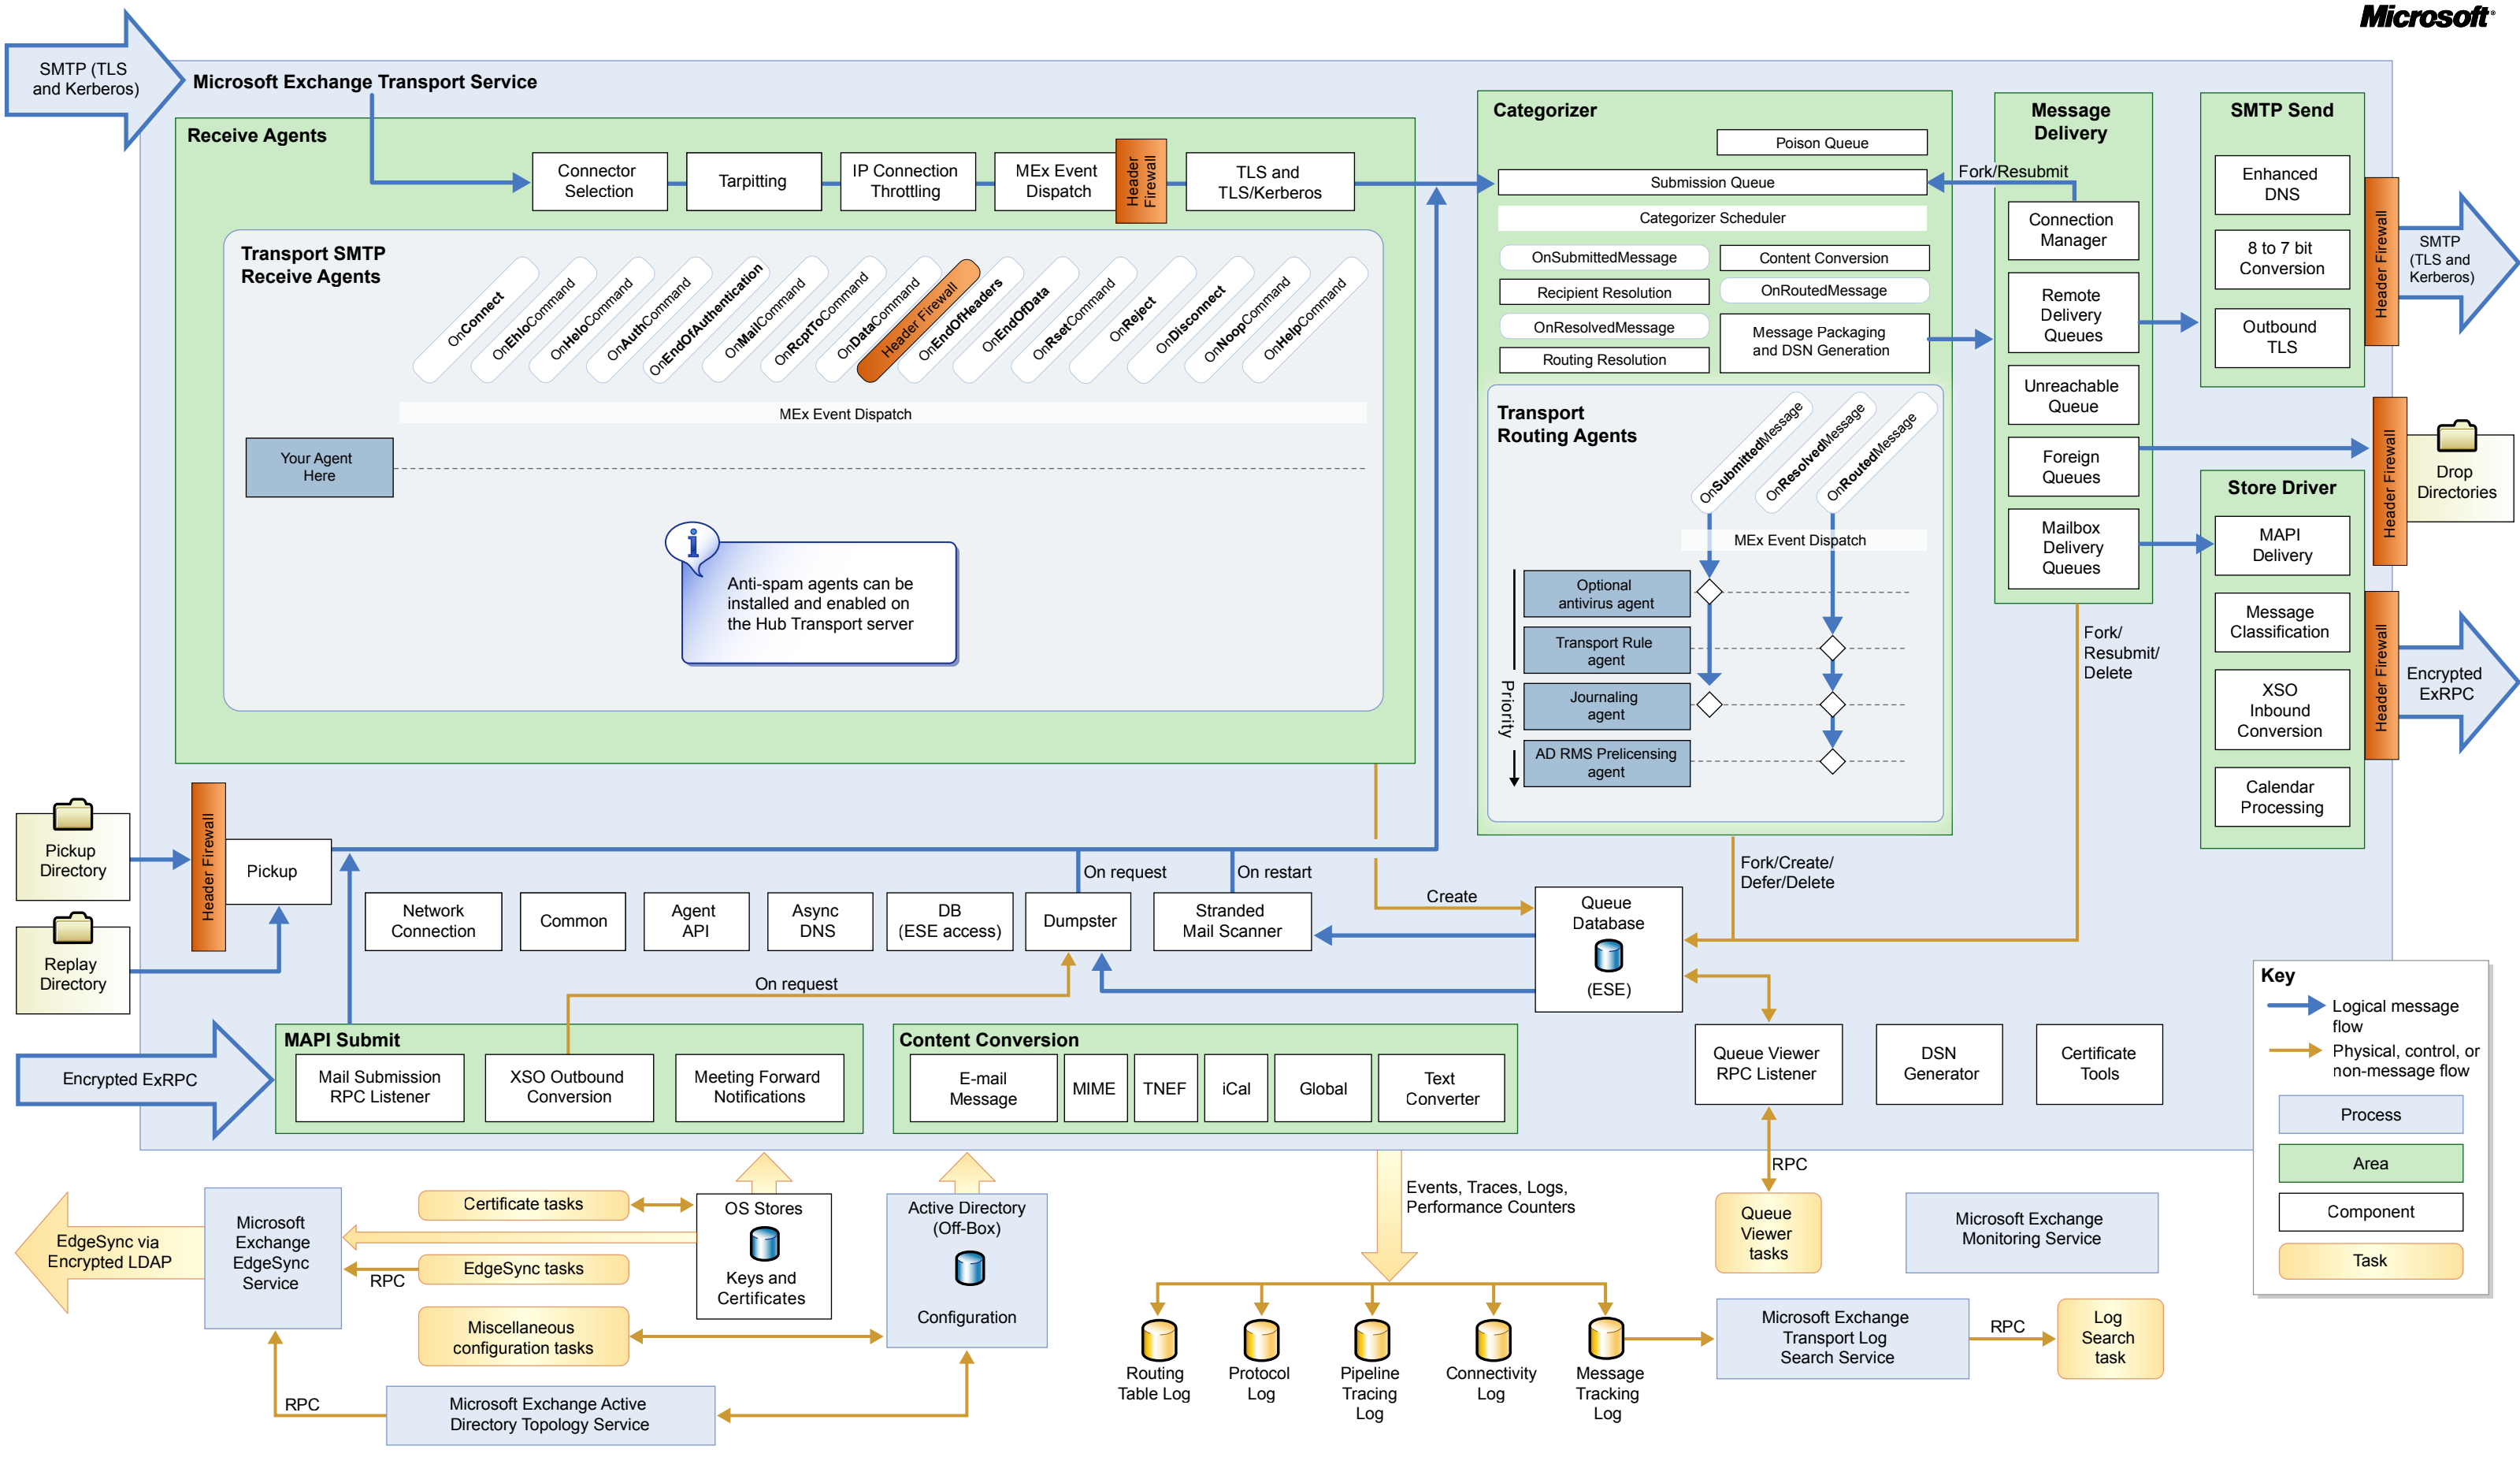 Microsoft
SMTP (TLS
and Kerberos)
Microsoft Exchange Transport Service
Receive Agents
Connector
Selection
Tarpitting
IP Connection
Throttling
MEx Event
Dispatch
Header
Firewall
TLS and
TLS/Kerberos
Transport SMTP
Receive Agents
OnConnect
OnEhloCommand
OnHeloCommand
OnAuthCommand
OnEndOfAuthentication
OnMailCommand
OnRcptToCommand
OnDataCommand
Header Firewall
OnEndOfHeaders
OnEndOfData
OnRsetCommand
OnReject
OnDisconnect
OnNoopCommand
OnHelpCommand
MEx Event Dispatch
Your Agent
Here
i
Anti-spam agents can be
installed and enabled on
the Hub Transport server
Categorizer
Poison Queue
Submission Queue
Categorizer Scheduler
OnSubmittedMessage
Content Conversion
Recipient Resolution
OnRoutedMessage
OnResolvedMessage
Message Packaging
and DSN Generation
Routing Resolution
Transport
Routing Agents
OnSubmittedMessage
OnResolvedMessage
OnRoutedMessage
MEx Event Dispatch
Optional
antivirus agent
Transport Rule
agent
Journaling
agent
AD RMS Prelicensing
agent
Priority
Message
Delivery
Fork/Resubmit
Connection
Manager
Remote
Delivery
Queues
Unreachable
Queue
Foreign
Queues
Mailbox
Delivery
Queues
Fork/
Resubmit/
Delete
SMTP Send
Enhanced
DNS
8 to 7 bit
Conversion
Outbound
TLS
Header Firewall
SMTP
(TLS and
Kerberos)
Header Firewall
Drop
Directories
Store Driver
MAPI
Delivery
Message
Classification
XSO
Inbound
Conversion
Calendar
Processing
Header Firewall
Encrypted
ExRPC
Pickup
Directory
Header Firewall
Pickup
Replay
Directory
Network
Connection
Common
Agent
API
Async
DNS
DB
(ESE access)
Dumpster
On request
Stranded
Mail Scanner
On restart
Create
Queue
Database
(ESE)
Fork/Create/
Defer/Delete
On request
Encrypted ExRPC
MAPI Submit
Mail Submission
RPC Listener
XSO Outbound
Conversion
Meeting Forward
Notifications
Content Conversion
E-mail
Message
MIME
TNEF
iCal
Global
Text
Converter
Queue Viewer
RPC Listener
DSN
Generator
Certificate
Tools
Key
Logical message
flow
Physical, control, or
non-message flow
Process
Area
Component
Task
EdgeSync via
Encrypted LDAP
Microsoft
Exchange
EdgeSync
Service
Certificate tasks
RPC
EdgeSync tasks
Miscellaneous
configuration tasks
OS Stores
Keys and
Certificates
Active Directory
(Off-Box)
Configuration
RPC
Microsoft Exchange Active
Directory Topology Service
Events, Traces, Logs,
Performance Counters
Routing
Table Log
Protocol
Log
Pipeline
Tracing
Log
Connectivity
Log
Message
Tracking
Log
RPC
Queue
Viewer
tasks
Microsoft Exchange
Monitoring Service
Microsoft Exchange
Transport Log
Search Service
RPC
Log
Search
task